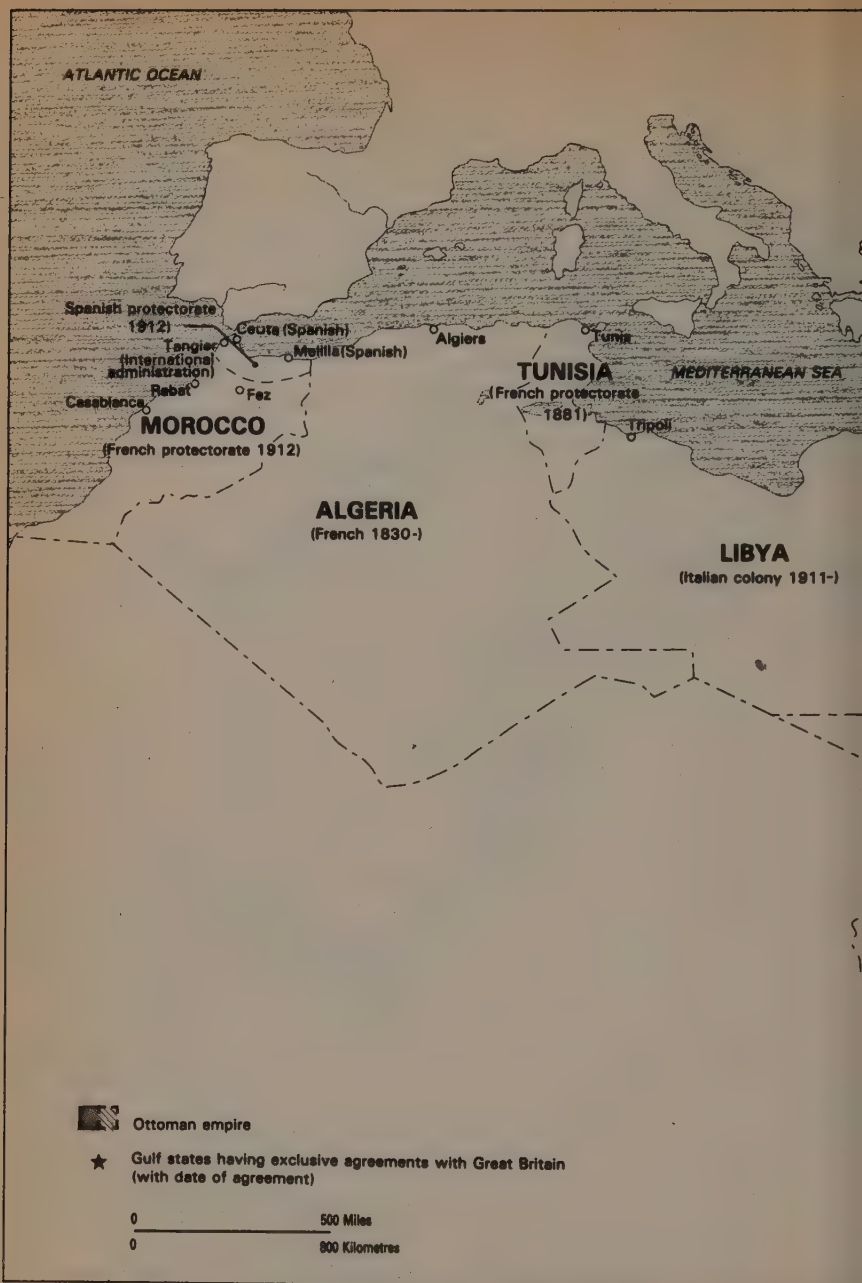 ATLANTIC OCEAN
Spanish protectorate
1912)
Ceuta (Spanish)
Tangier
(International
administration)
Melilla (Spanish)
Algiers
Tunis
Rabat
Fez
Casablanca
MOROCCO
(French protectorate 1912)
TUNISIA
(French protectorate
1881)
MEDITERRANEAN SEA
Tripoli
ALGERIA
(French 1830-)
LIBYA
(Italian colony 1911-)
Ottoman empire
Gulf states having exclusive agreements with Great Britain
(with date of agreement)
0 500 Miles
0 800 Kilometres